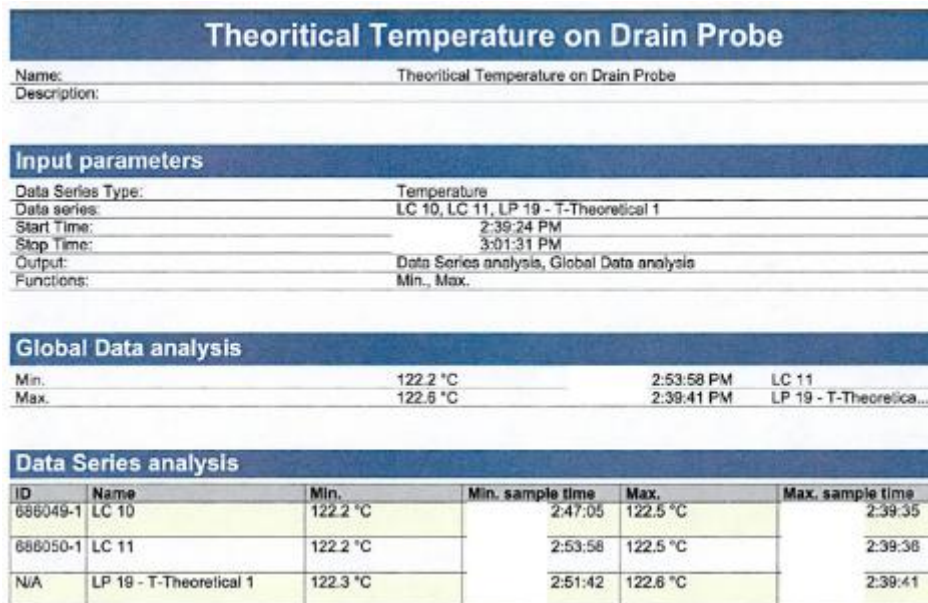 Theoritical Temperature on Drain Probe
Name: Theoritical Temperature on Drain Probe
Description:
Input parameters
Data Series Type: Temperature
Data series: LC 10, LC 11, LP 19 - T-Theoretical 1
Start Time: 2:39:24 PM
Stop Time: 3:01:31 PM
Output: Data Series analysis, Global Data analysis
Functions: Min., Max.
Global Data analysis
Min. 122.2 °C 2:53:58 PM LC 11
Max. 122.6 °C 2:39:41 PM LP 19 - T-Theoretica...
Data Series analysis
ID Name Min. Min. sample time Max. Max. sample time
686049-1 LC 10 122.2 °C 2:47:05 122.5 °C 2:39:35
686050-1 LC 11 122.2 °C 2:53:58 122.5 °C 2:39:36
N/A LP 19 - T-Theoretical 1 122.3 °C 2:51:42 122.6 °C 2:39:41